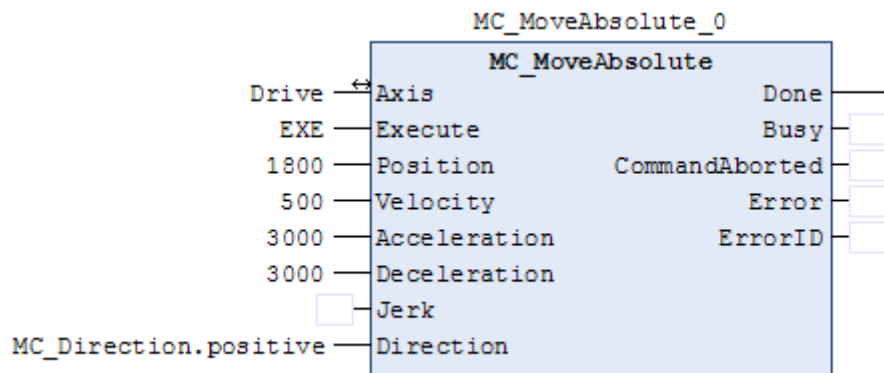 MC_MoveAbsolute_0
MC_MoveAbsolute
Drive Axis Done
EXE Execute Busy
1800 Position CommandAborted
500 Velocity Error
3000 Acceleration ErrorID
3000 Deceleration
Jerk
MC_Direction.positive Direction